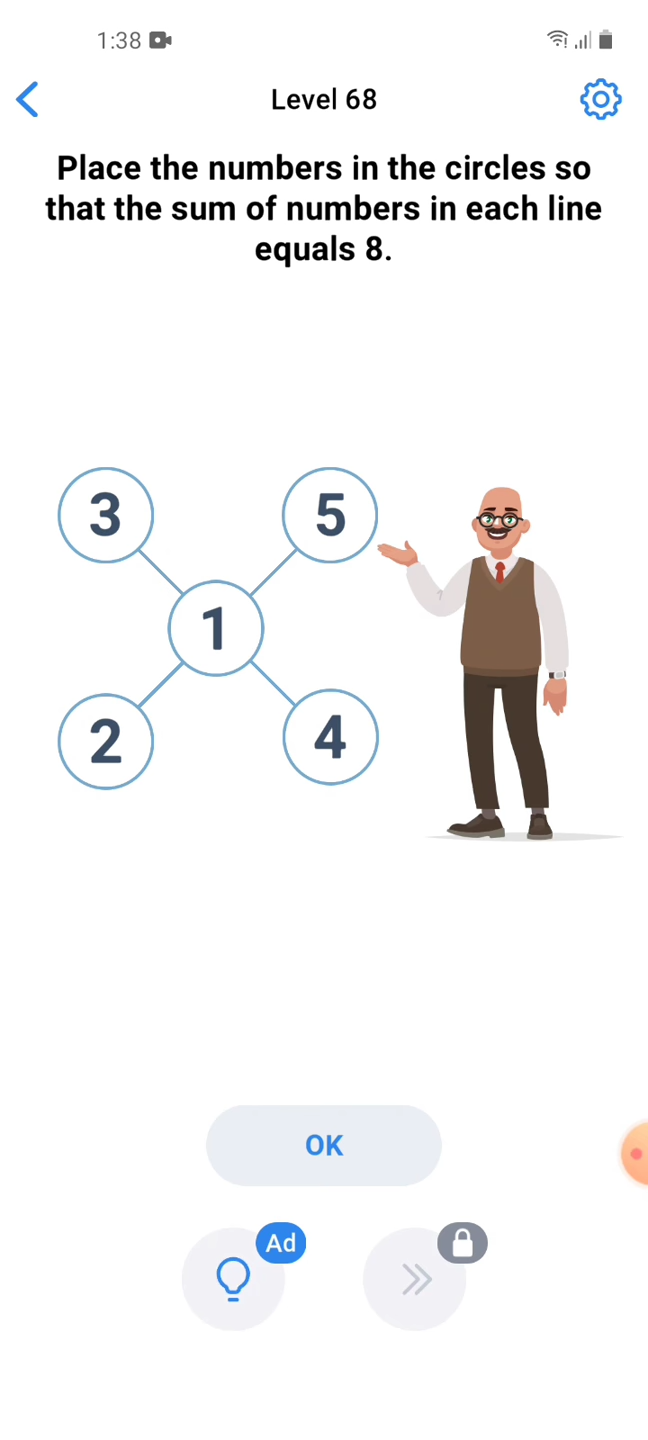 1:38
Level 68
Place the numbers in the circles so
that the sum of numbers in each line
equals 8.
3 5
1
2 4
OK
Ad